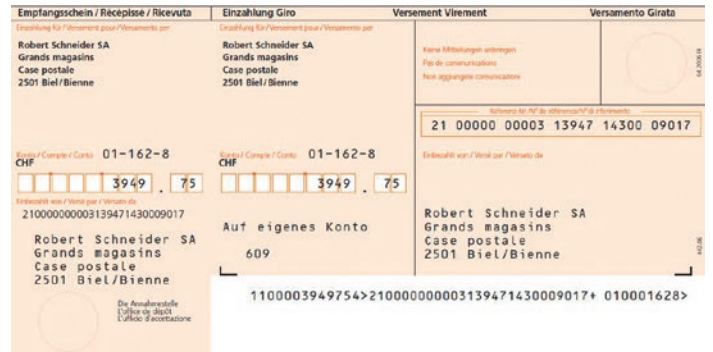 Empfangsschein / Récépissé / Ricevuta
Einzahlung für / Versement pour / Versamento per
Robert Schneider SA
Grands magasins
Case postale
2501 Biel/Bienne
Konto / Compte / Conto 01-162-8
CHF
3949 . 75
Einbezahlt von / Versé par / Versato da
210000000003139471430009017
Robert Schneider SA
Grands magasins
Case postale
2501 Biel/Bienne
Die Annahmestelle
L'office de dépôt
L'ufficio d'accettazione
Einzahlung Giro
Einzahlung für / Versement pour / Versamento per
Robert Schneider SA
Grands magasins
Case postale
2501 Biel/Bienne
Konto / Compte / Conto 01-162-8
CHF
3949 . 75
Auf eigenes Konto
609
Versement Virement
Versamento Girata
Keine Mitteilungen anbringen
Pas de communications
Non aggiungete comunicazioni
Referenz-Nr./N° de référence/N° di riferimento
21 00000 00003 13947 14300 09017
Einbezahlt von / Versé par / Versato da
Robert Schneider SA
Grands magasins
Case postale
2501 Biel/Bienne
442.06
1100003949754>210000000003139471430009017+ 010001628>